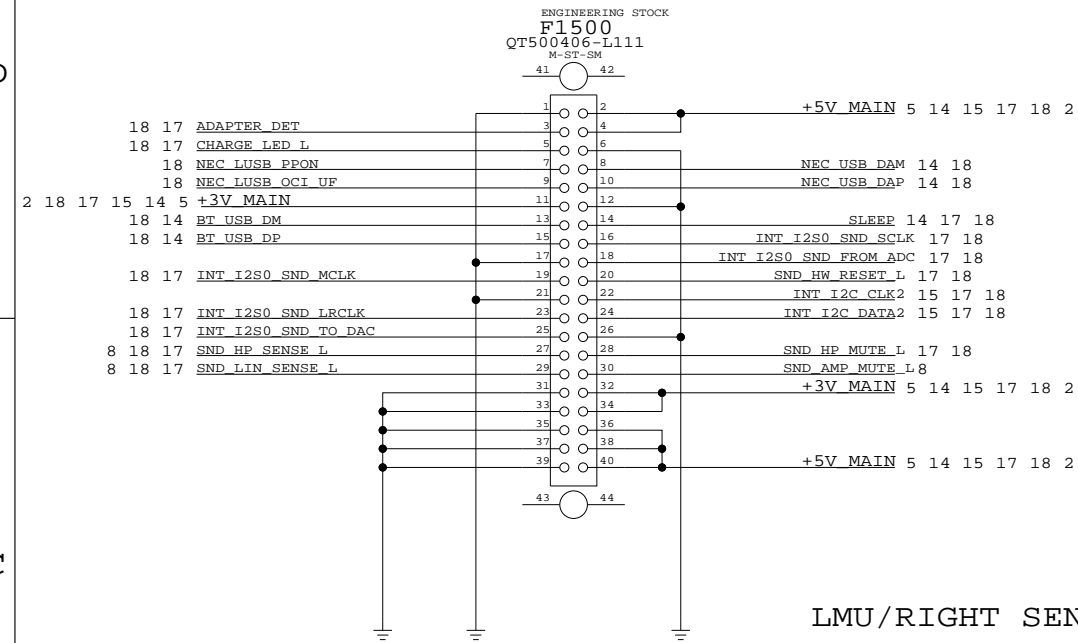 ENGINEERING STOCK
F1500
QT500406-L111
M-ST-SM
41 42
1 2 +5V_MAIN 5 14 15 17 18 2
18 17 ADAPTER_DET 3 4
18 17 CHARGE_LED_L 5 6
18 NEC_LUSB_PPON 7 8 NEC_USB_DAM 14 18
18 NEC_LUSB_OCI_UF 9 10 NEC_USB_DAP 14 18
2 18 17 15 14 5 +3V_MAIN 11 12
18 14 BT_USB_DM 13 14 SLEEP 14 17 18
18 14 BT_USB_DP 15 16 INT_I2S0_SND_SCLK 17 18
17 18 INT_I2S0_SND_FROM_ADC 17 18
18 17 INT_I2S0_SND_MCLK 19 20 SND_HW_RESET_L 17 18
21 22 INT_I2C_CLK2 15 17 18
18 17 INT_I2S0_SND_LRCLK 23 24 INT_I2C_DATA2 15 17 18
18 17 INT_I2S0_SND_TO_DAC 25 26
8 18 17 SND_HP_SENSE_L 27 28 SND_HP_MUTE_L 17 18
8 18 17 SND_LIN_SENSE_L 29 30 SND_AMP_MUTE_L 8
31 32 +3V_MAIN 5 14 15 17 18 2
33 34
35 36
37 38
39 40 +5V_MAIN 5 14 15 17 18 2
43 44
LMU/RIGHT SEN